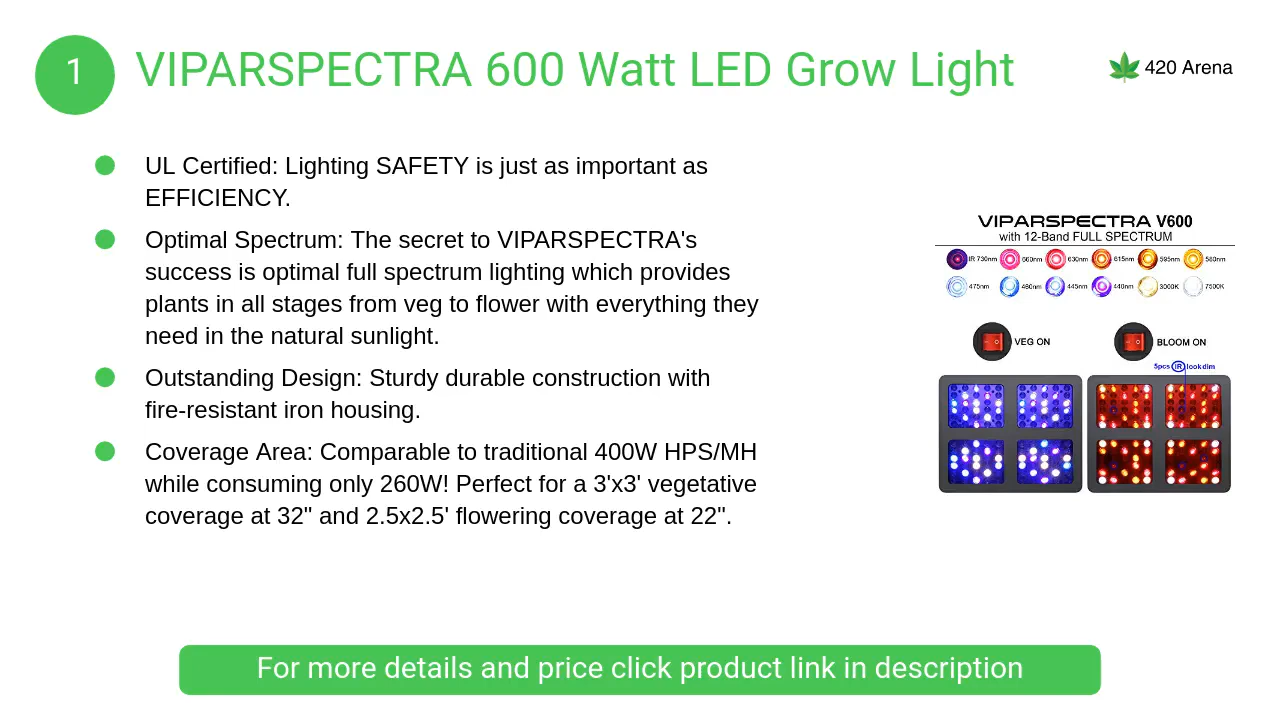 1
VIPARSPECTRA 600 Watt LED Grow Light
420 Arena
UL Certified: Lighting SAFETY is just as important as
EFFICIENCY.
Optimal Spectrum: The secret to VIPARSPECTRA's
success is optimal full spectrum lighting which provides
plants in all stages from veg to flower with everything they
need in the natural sunlight.
Outstanding Design: Sturdy durable construction with
fire-resistant iron housing.
Coverage Area: Comparable to traditional 400W HPS/MH
while consuming only 260W! Perfect for a 3'x3' vegetative
coverage at 32" and 2.5x2.5' flowering coverage at 22".
VIPARSPECTRA V600
with 12-Band FULL SPECTRUM
IR 730nm 660nm 630nm 615nm 595nm 580nm
475nm 460nm 445nm 440nm 3000K 7500K
VEG ON BLOOM ON
5pcs IR look dim
For more details and price click product link in description